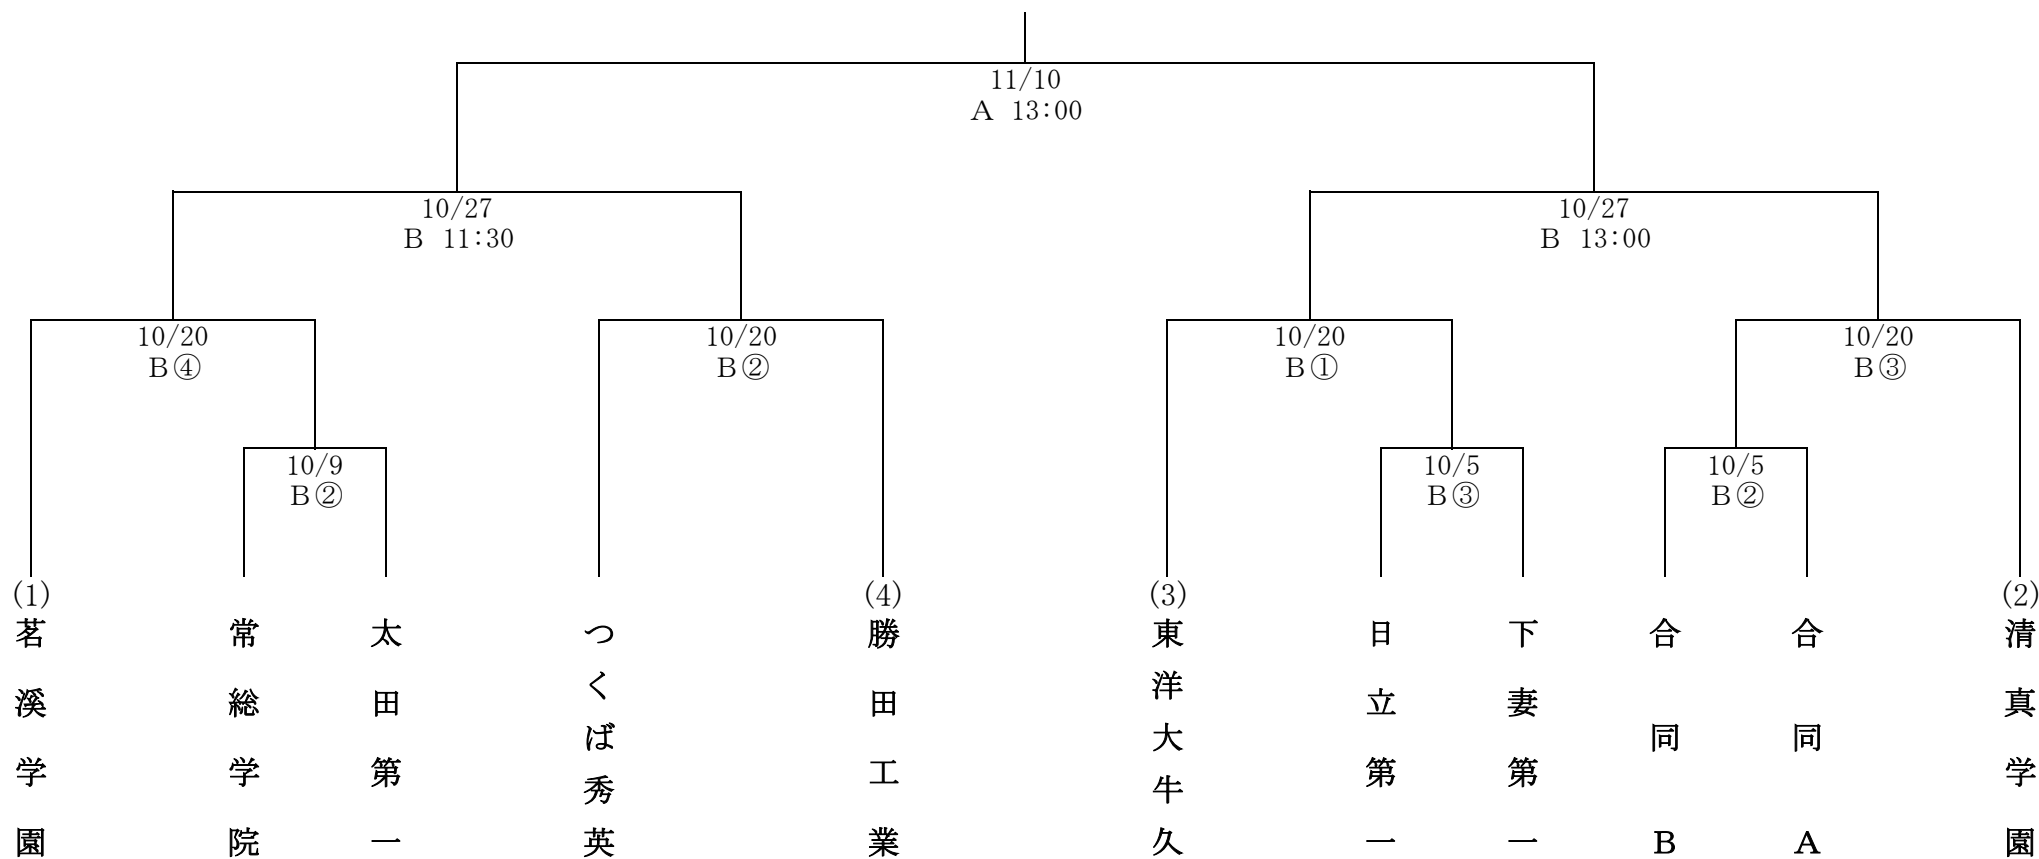 11/10
A 13:00
10/27
B 11:30
10/27
B 13:00
10/20
B④
10/20
B②
10/20
B①
10/20
B③
10/9
B②
10/5
B③
10/5
B②
(1)
茗溪学園
常総学院
太田第一
つくば秀英
(4)
勝田工業
(3)
東洋大牛久
日立第一
下妻第一
合同B
合同A
(2)
清真学園